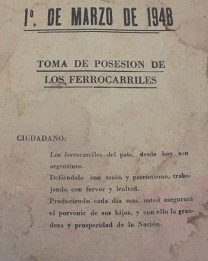 1º. DE MARZO DE 1948
TOMA DE POSESION DE
LOS FERROCARRILES
CIUDADANO:
Los ferrocarriles del país, desde hoy son
argentinos.
Defiéndalo con tesón y patriotismo, traba-
jando con fervor y lealtad.
Produciendo cada día más, usted asegurará
el porvenir de sus hijos, y con ello la gran-
deza y prosperidad de la Nación.